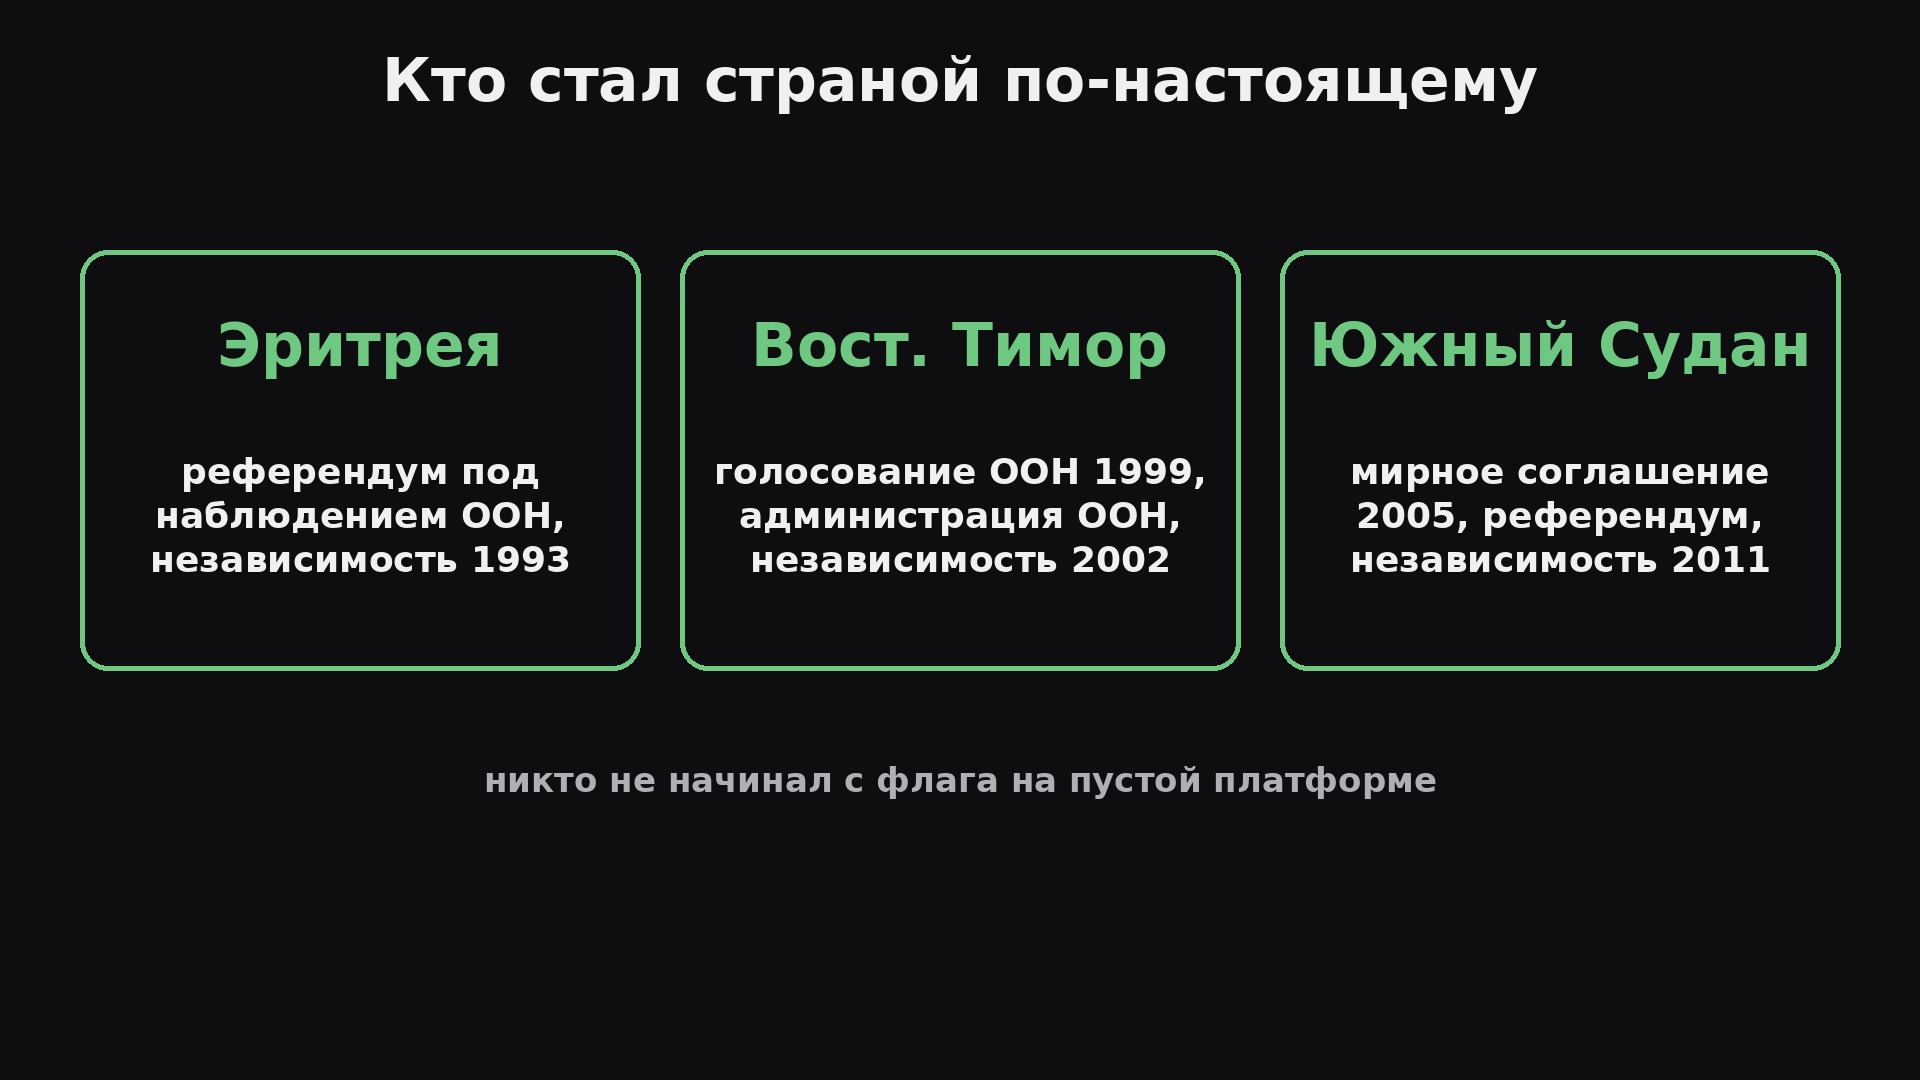 Кто стал страной по-настоящему
Эритрея
референдум под
наблюдением ООН,
независимость 1993
Вост. Тимор
голосование ООН 1999,
администрация ООН,
независимость 2002
Южный Судан
мирное соглашение
2005, референдум,
независимость 2011
никто не начинал с флага на пустой платформе